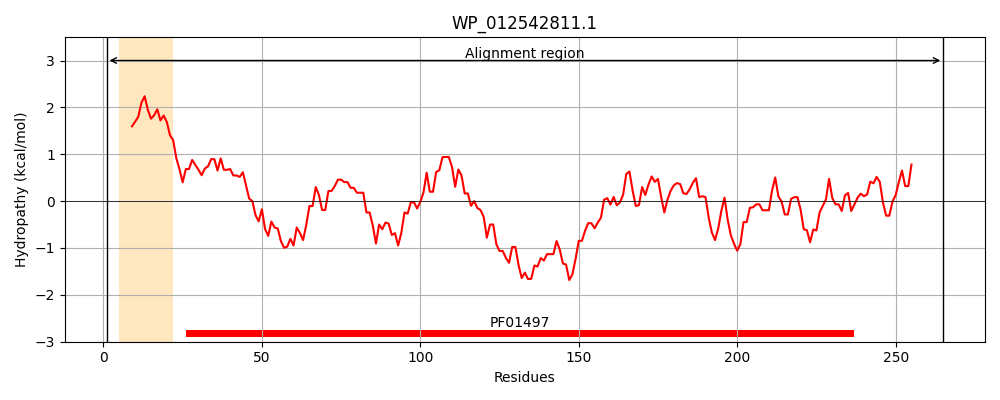 WP_012542811.1
Alignment region
3
2
1
0
−1
−2
−3
Hydropathy (kcal/mol)
PF01497
0
50
100
150
200
250
Residues